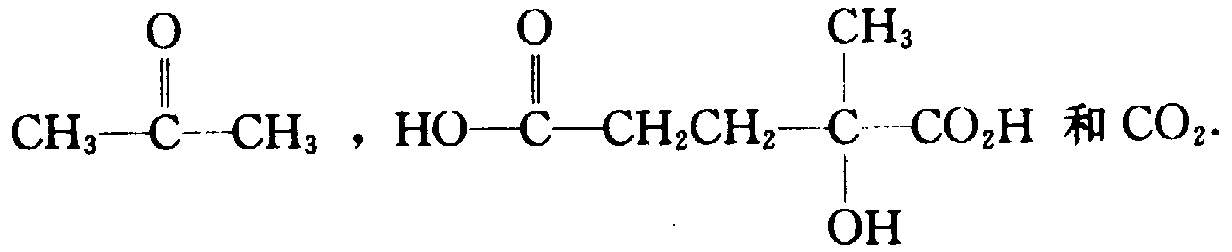 O O CH₃
CH₃—C—CH₃ , HO—C—CH₂CH₂—C—CO₂H 和 CO₂.
OH